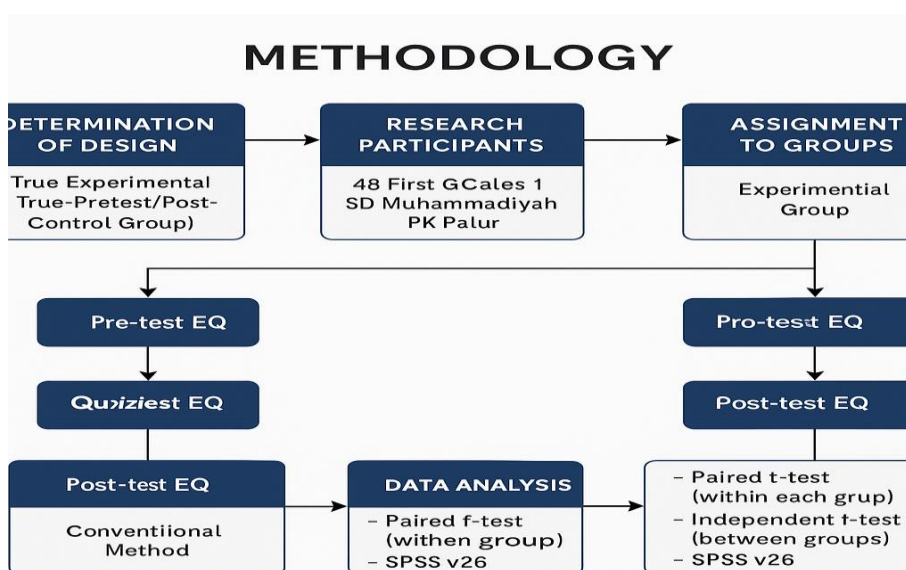 METHODOLOGY
DETERMINATION
OF DESIGN
True Experimental
True-Pretest/Post-
Control Group)
RESEARCH
PARTICIPANTS
48 First GCales 1
SD Muhammadiyah
PK Palur
ASSIGNMENT
TO GROUPS
Experimential
Group
Pre-test EQ
Quiziest EQ
Post-test EQ
Conventiional
Method
Pro-test EQ
Post-test EQ
DATA ANALYSIS
– Paired f-test
(withen group)
– SPSS v26
– Paired t-test
(within each grup)
– Independent t-test
(between groups)
– SPSS v26